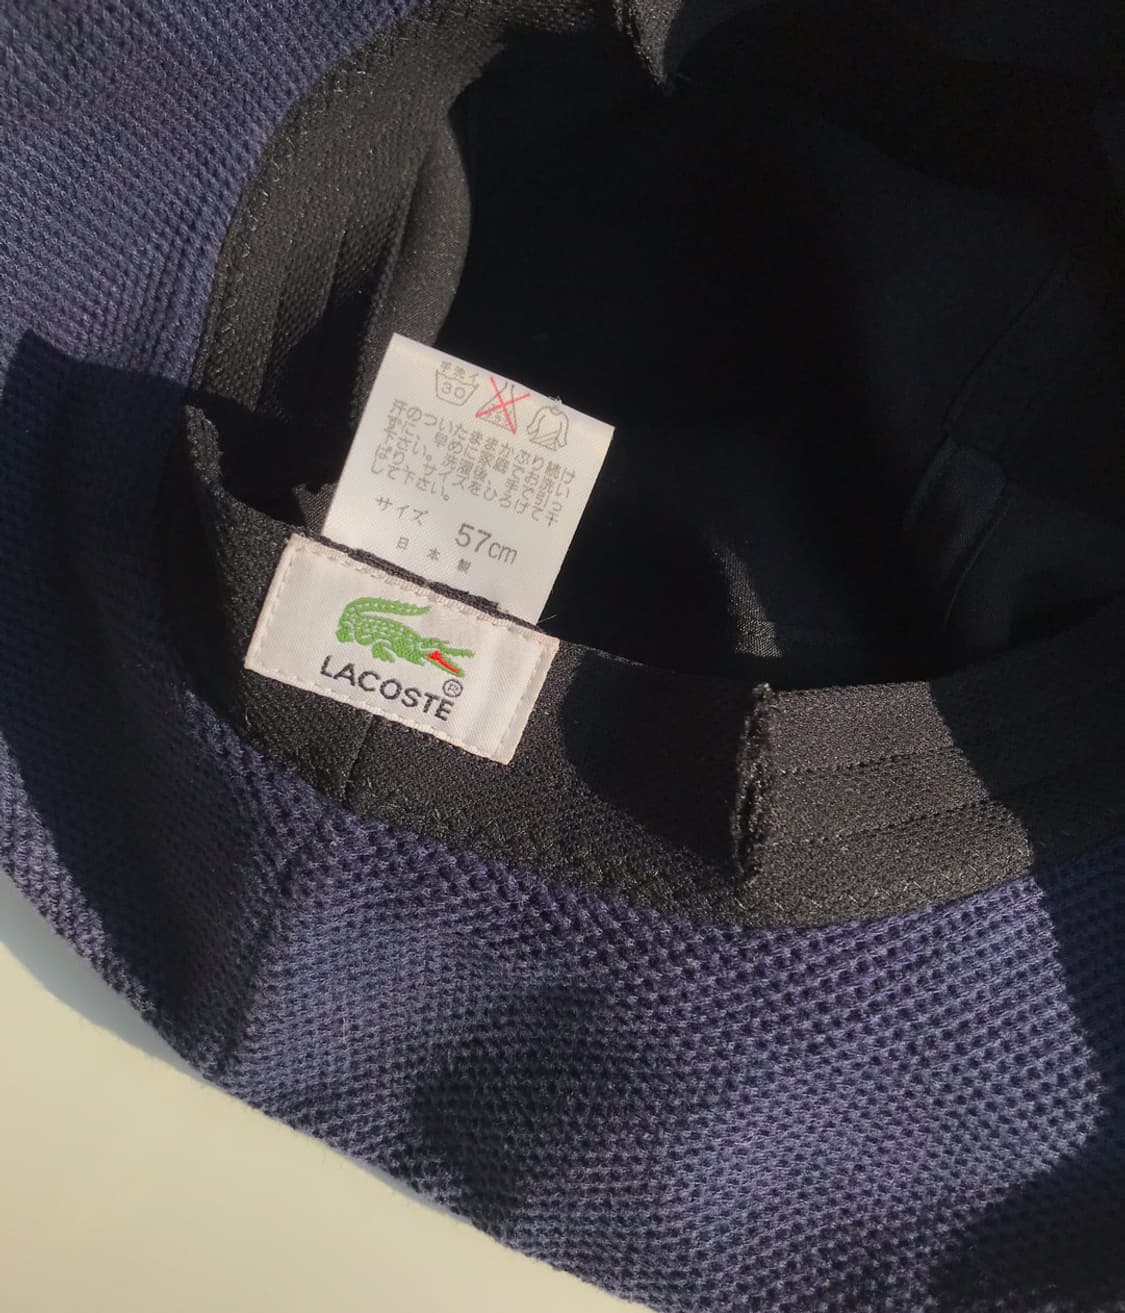 手洗イ
30
汗のついたままかぶり続け
ずに、早めに家庭でお洗い
下さい。洗濯後、手で引っ
ぱり、サイズをひろげて干
して下さい。
サイズ 57cm
日本製
LACOSTE®